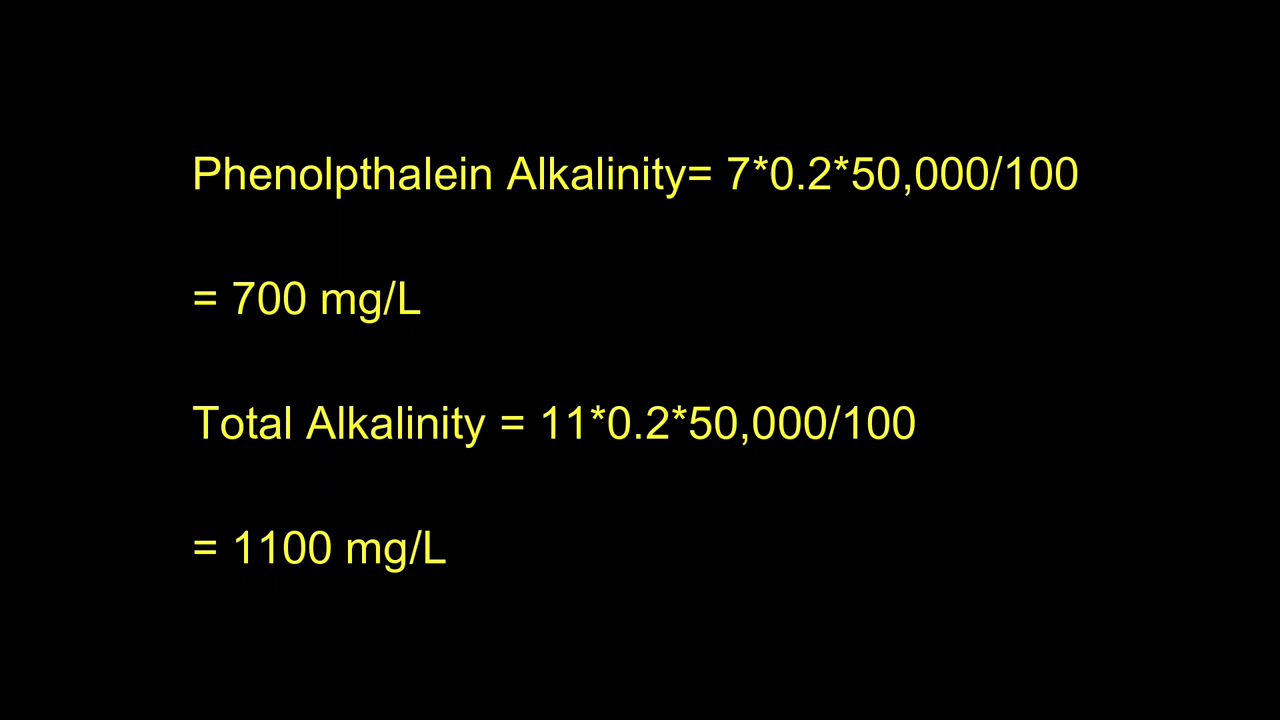 Phenolpthalein Alkalinity= 7*0.2*50,000/100
= 700 mg/L
Total Alkalinity = 11*0.2*50,000/100
= 1100 mg/L